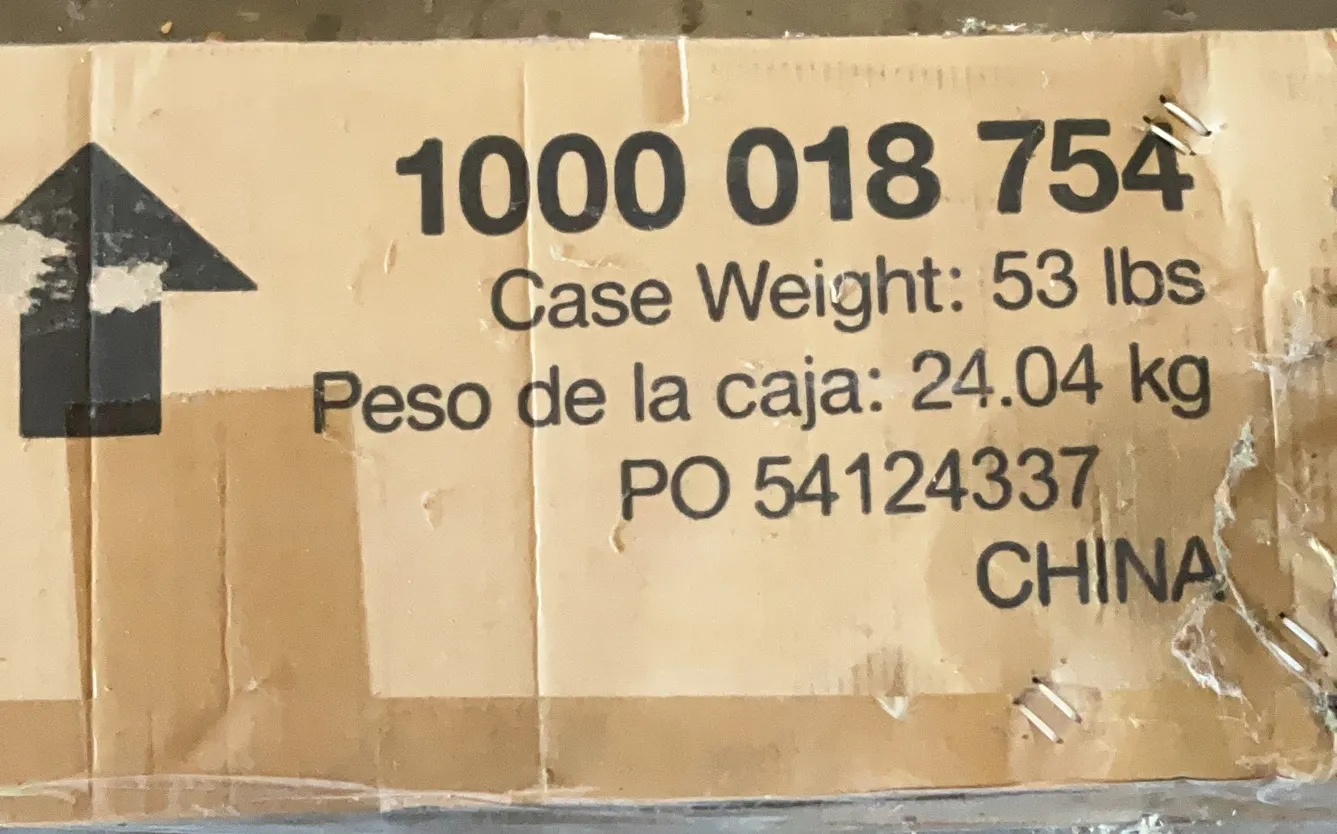 1000 018 754
Case Weight: 53 lbs
Peso de la caja: 24.04 kg
PO 54124337
CHINA